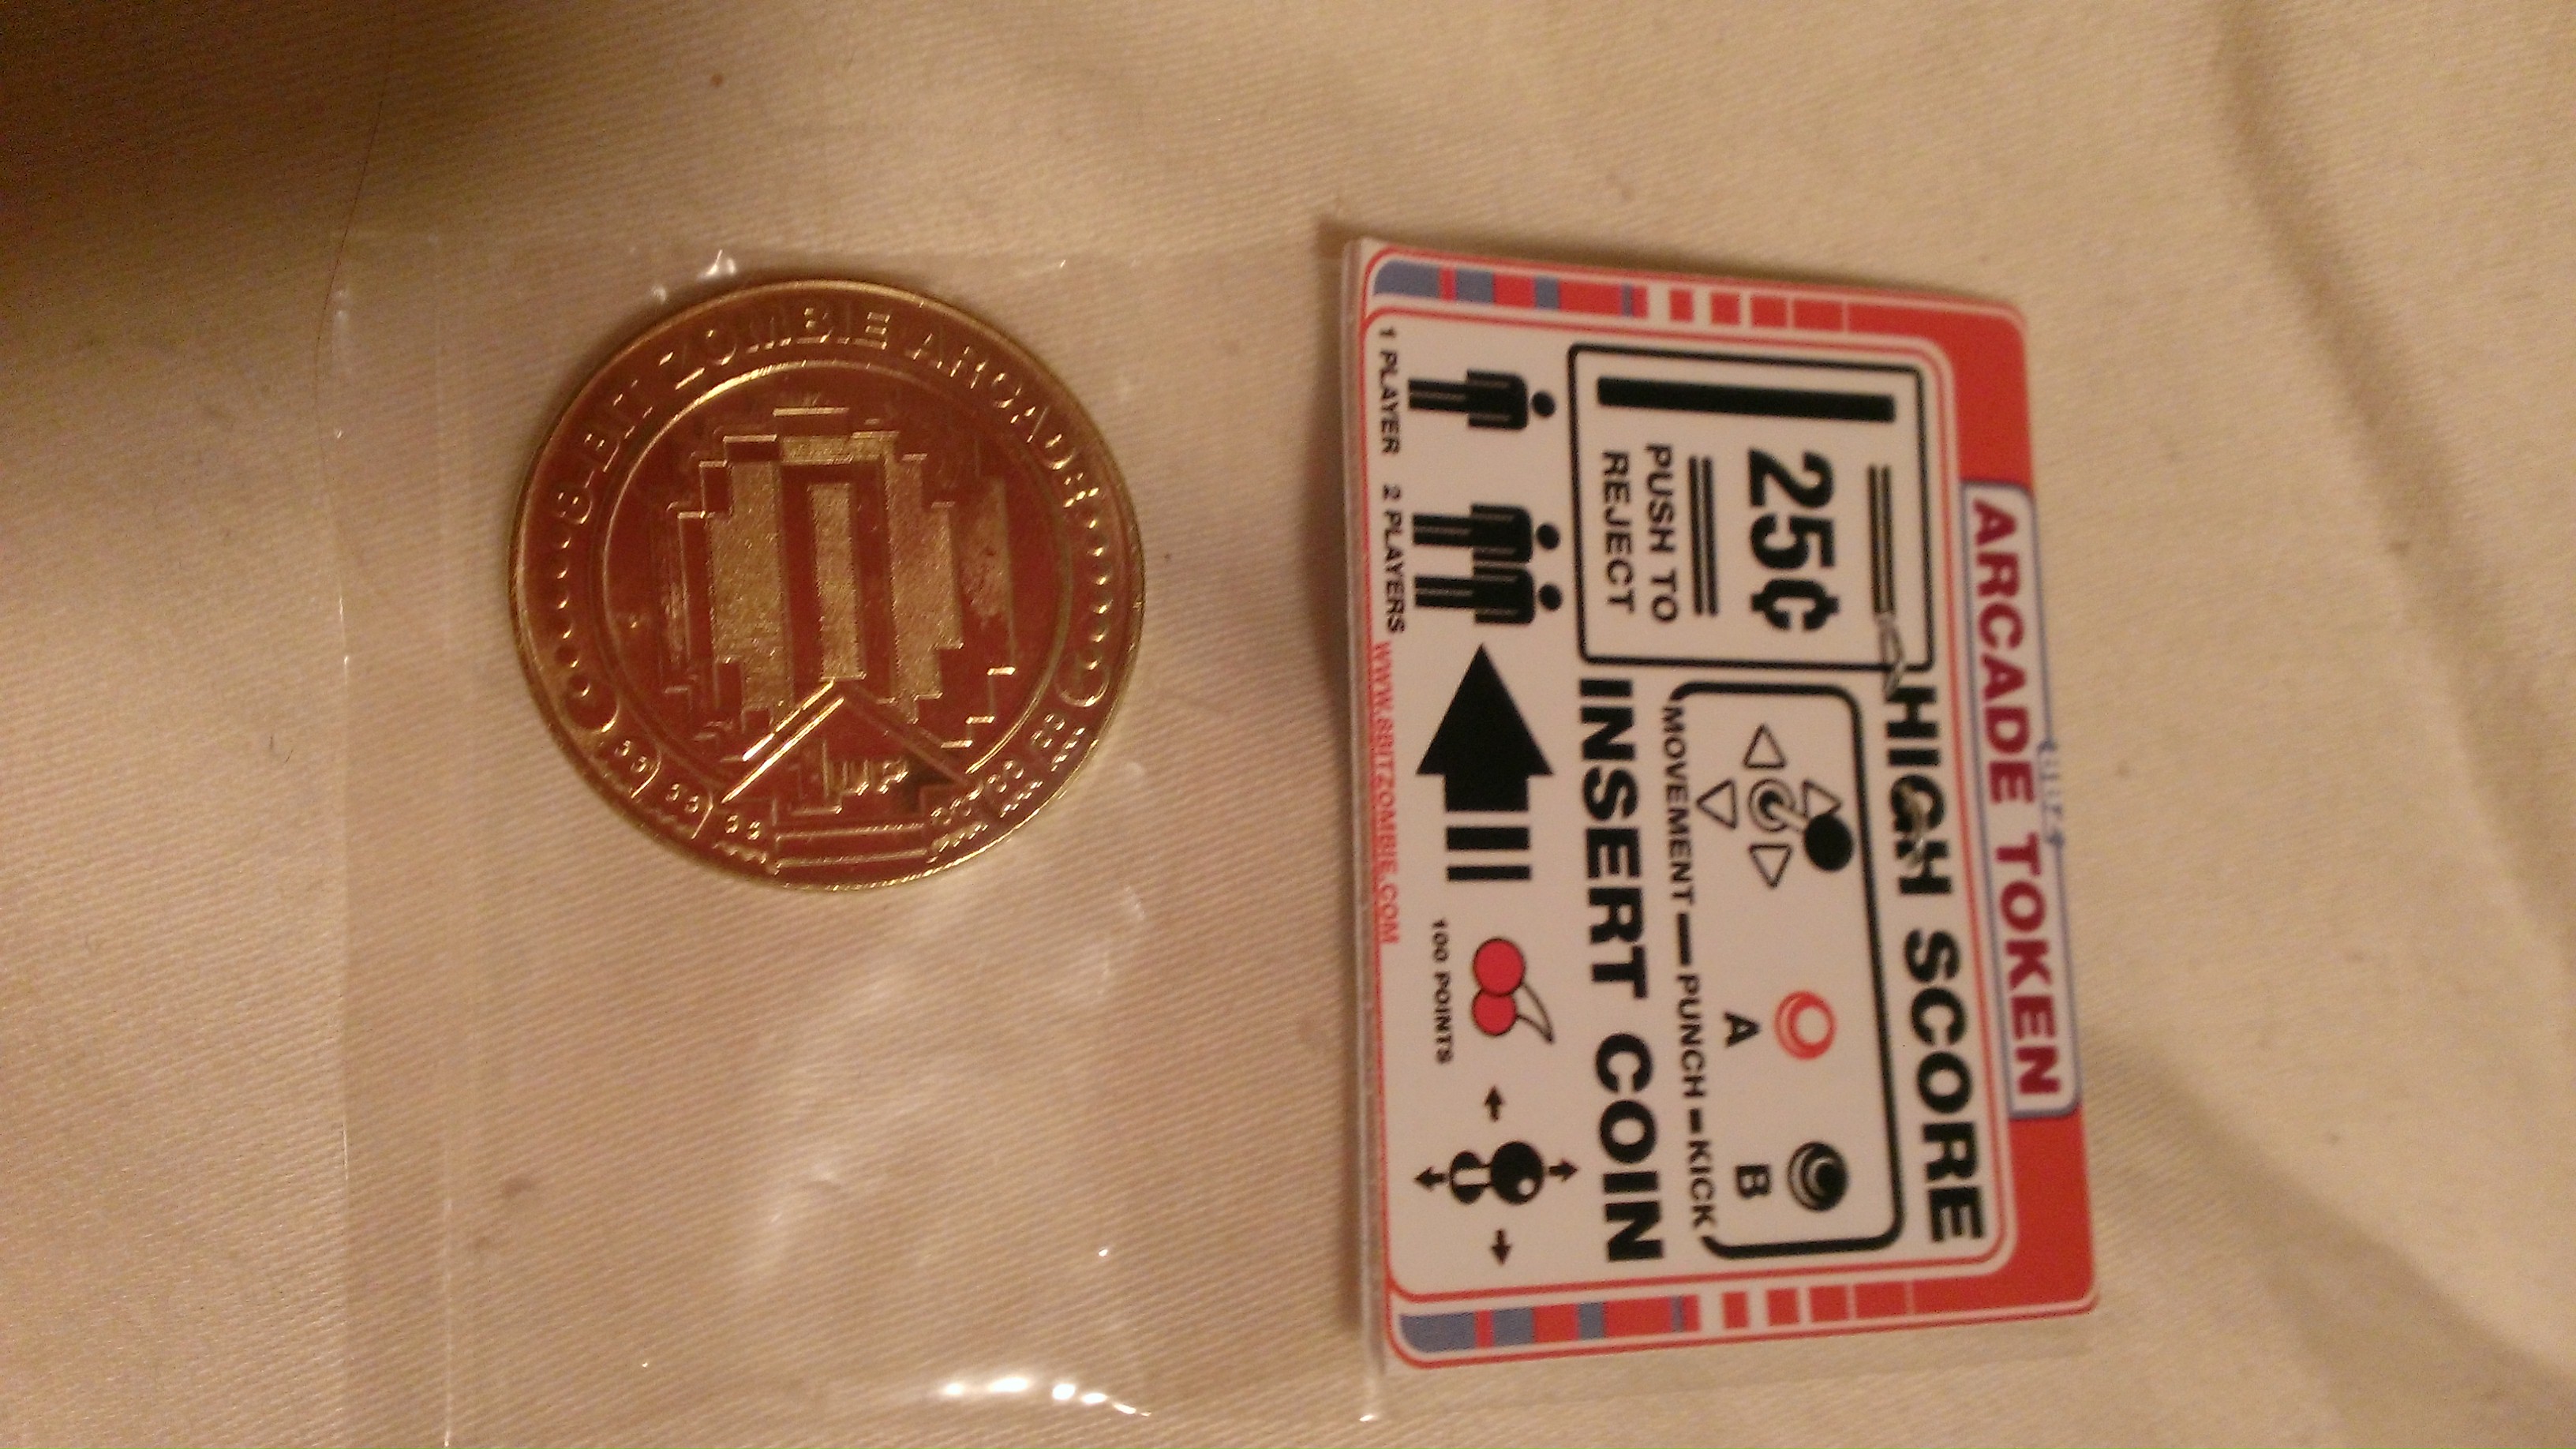 8-BIT ZOMBIE ARCADE
1UP
ARCADE TOKEN
HIGH SCORE
25¢
PUSH TO
REJECT
A
B
MOVEMENT PUNCH KICK
INSERT COIN
1 PLAYER
2 PLAYERS
100 POINTS
WWW.8BITZOMBIE.COM